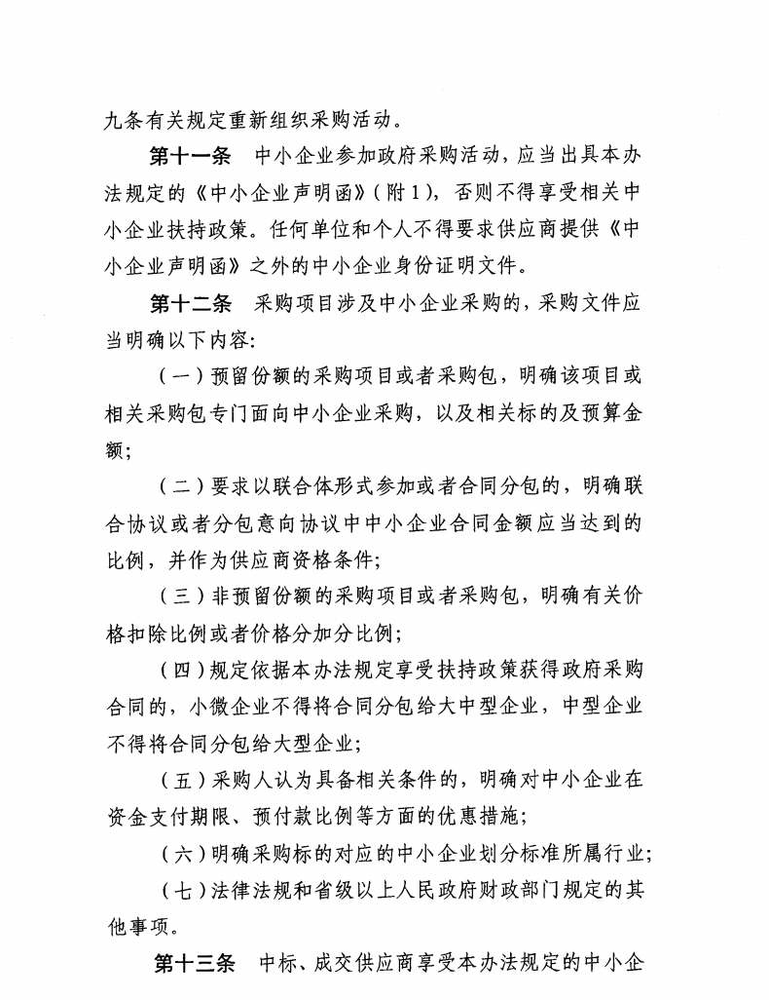 九条有关规定重新组织采购活动。
第十一条 中小企业参加政府采购活动，应当出具本办
法规定的《中小企业声明函》（附1），否则不得享受相关中
小企业扶持政策。任何单位和个人不得要求供应商提供《中
小企业声明函》之外的中小企业身份证明文件。
第十二条 采购项目涉及中小企业采购的，采购文件应
当明确以下内容：
（一）预留份额的采购项目或者采购包，明确该项目或
相关采购包专门面向中小企业采购，以及相关标的及预算金
额；
（二）要求以联合体形式参加或者合同分包的，明确联
合协议或者分包意向协议中中小企业合同金额应当达到的
比例，并作为供应商资格条件；
（三）非预留份额的采购项目或者采购包，明确有关价
格扣除比例或者价格分加分比例；
（四）规定依据本办法规定享受扶持政策获得政府采购
合同的，小微企业不得将合同分包给大中型企业，中型企业
不得将合同分包给大型企业；
（五）采购人认为具备相关条件的，明确对中小企业在
资金支付期限、预付款比例等方面的优惠措施；
（六）明确采购标的对应的中小企业划分标准所属行业；
（七）法律法规和省级以上人民政府财政部门规定的其
他事项。
第十三条 中标、成交供应商享受本办法规定的中小企